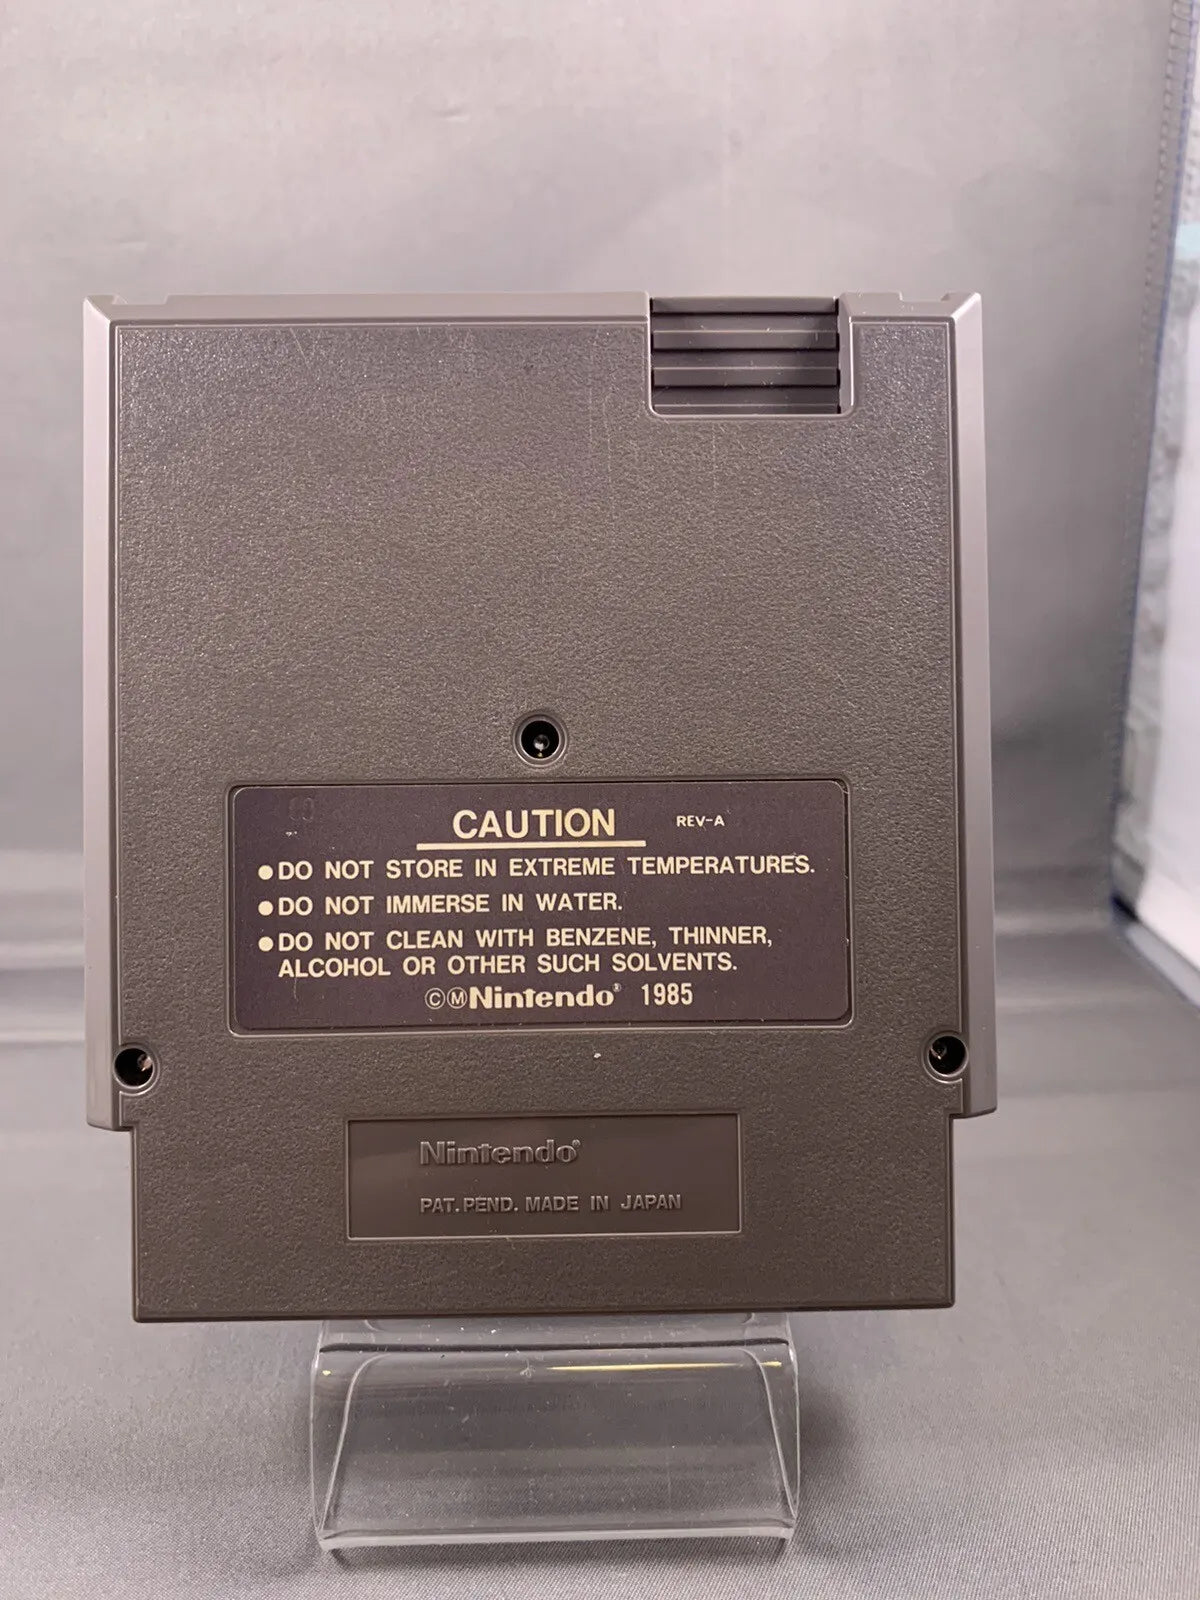 CAUTION REV-A
●DO NOT STORE IN EXTREME TEMPERATURES.
●DO NOT IMMERSE IN WATER.
●DO NOT CLEAN WITH BENZENE, THINNER,
ALCOHOL OR OTHER SUCH SOLVENTS.
©ⓂNintendo® 1985
Nintendo®
PAT. PEND. MADE IN JAPAN